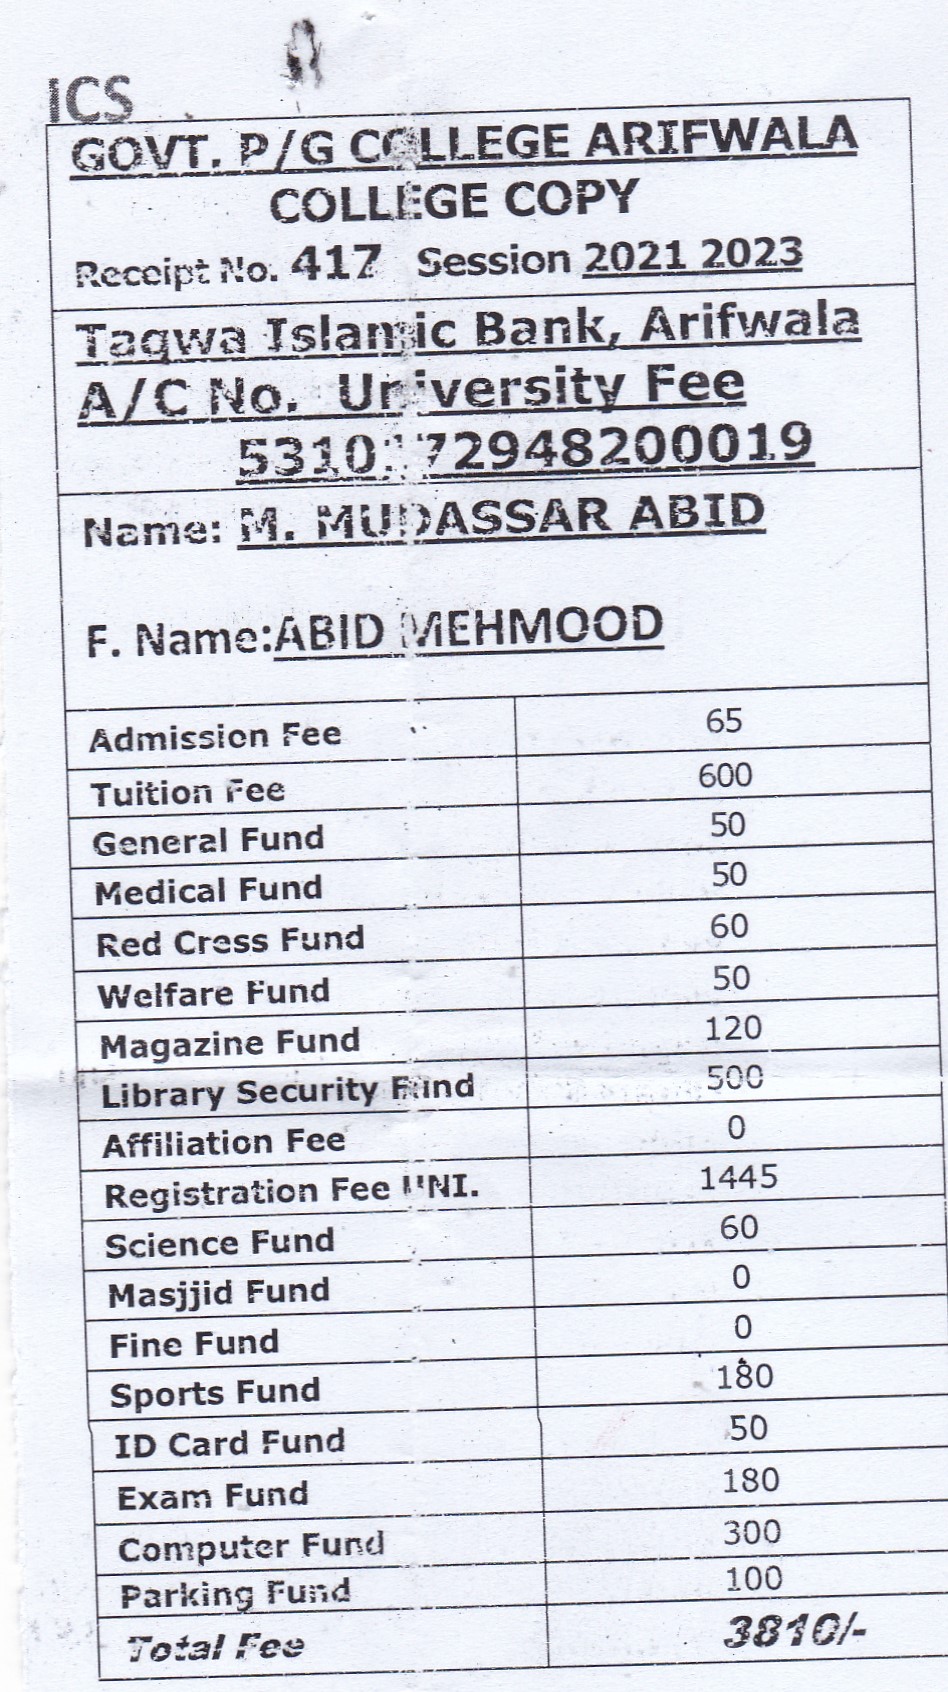 ICS
GOVT. P/G COLLEGE ARIFWALA
COLLEGE COPY
Receipt No. 417 Session 2021 2023
Taqwa Islamic Bank, Arifwala
A/C No. University Fee
Name: M. MUDASSAR ABID
F. Name:ABID MEHMOOD
Admission Fee 65
Tuition Fee 600
General Fund 50
Medical Fund 50
Red Cress Fund 60
Welfare Fund 50
Magazine Fund 120
Library Security Fund 500
Affiliation Fee 0
Registration Fee UNI. 1445
Science Fund 60
Masjjid Fund 0
Fine Fund 0
Sports Fund 180
ID Card Fund 50
Exam Fund 180
Computer Fund 300
Parking Fund 100
Total Fee 3810/-